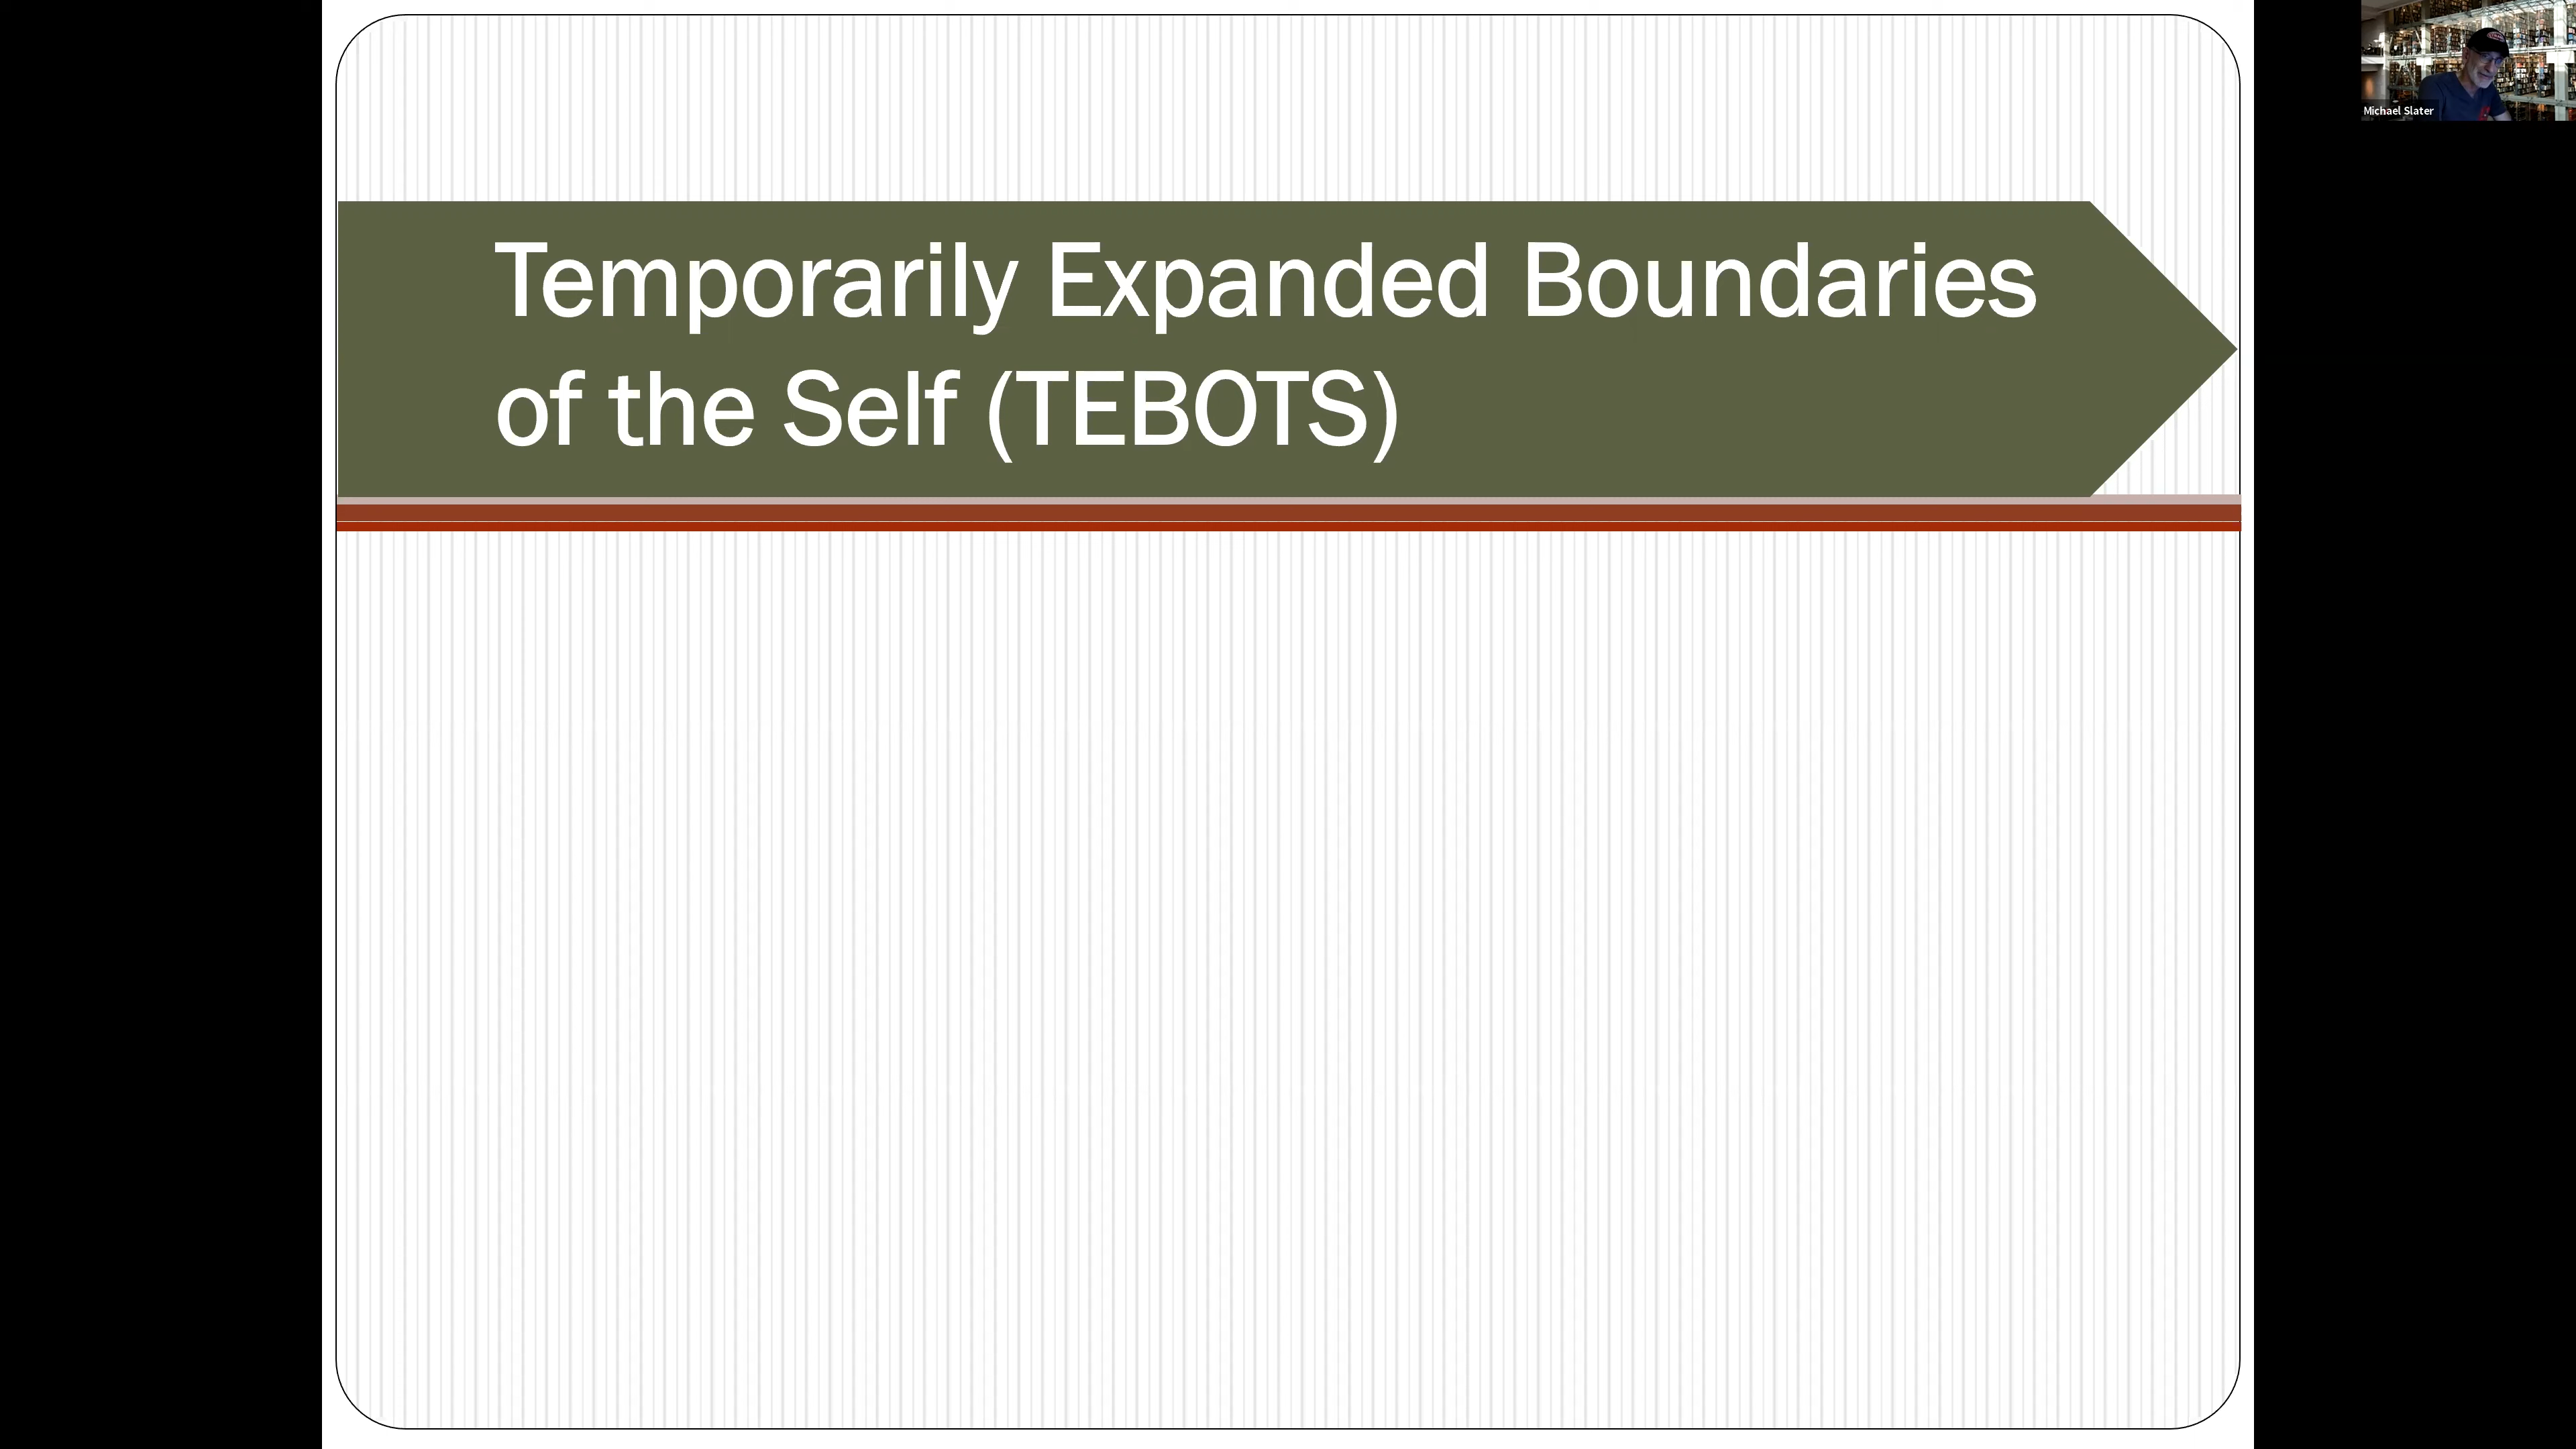 Temporarily Expanded Boundaries
of the Self (TEBOTS)
Michael Slater